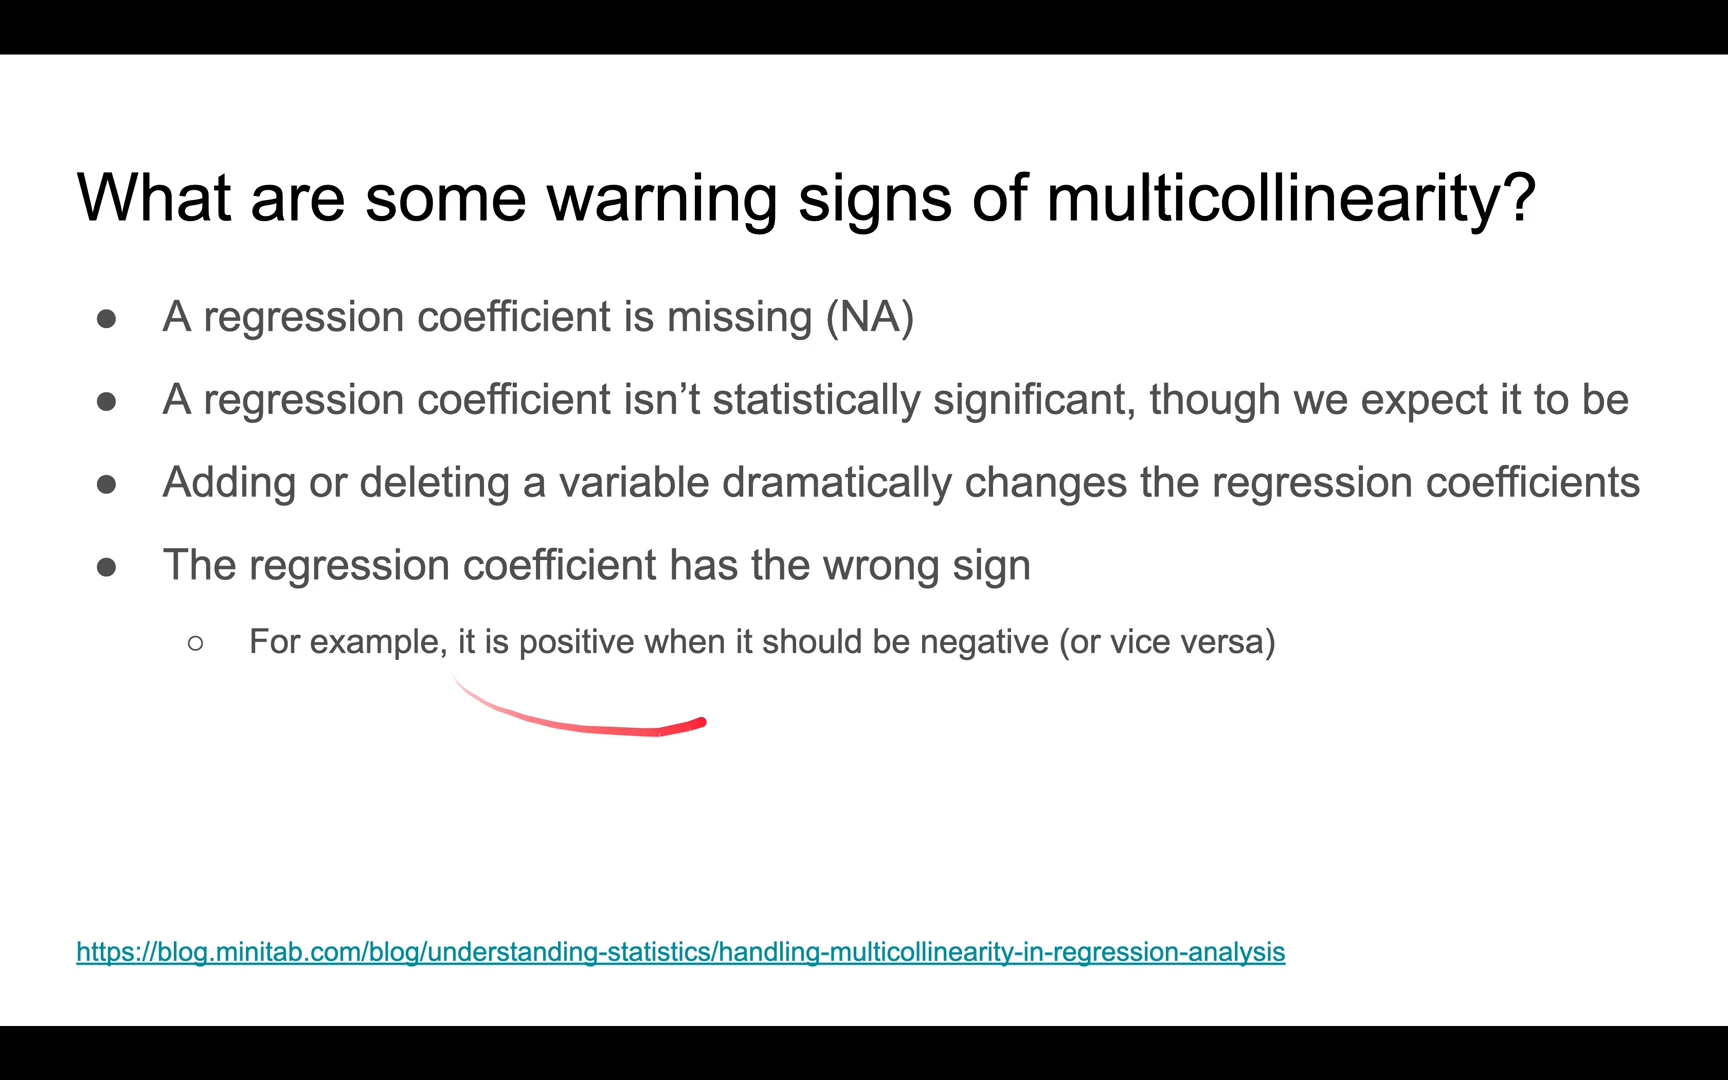 What are some warning signs of multicollinearity?
● A regression coefficient is missing (NA)
● A regression coefficient isn’t statistically significant, though we expect it to be
● Adding or deleting a variable dramatically changes the regression coefficients
● The regression coefficient has the wrong sign
○ For example, it is positive when it should be negative (or vice versa)
https://blog.minitab.com/blog/understanding-statistics/handling-multicollinearity-in-regression-analysis